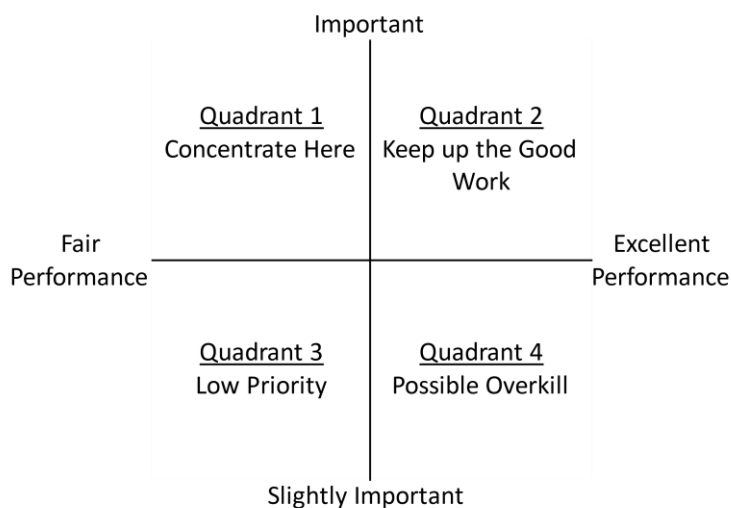 Important
Quadrant 1
Concentrate Here
Quadrant 2
Keep up the Good
Work
Fair
Performance
Excellent
Performance
Quadrant 3
Low Priority
Quadrant 4
Possible Overkill
Slightly Important